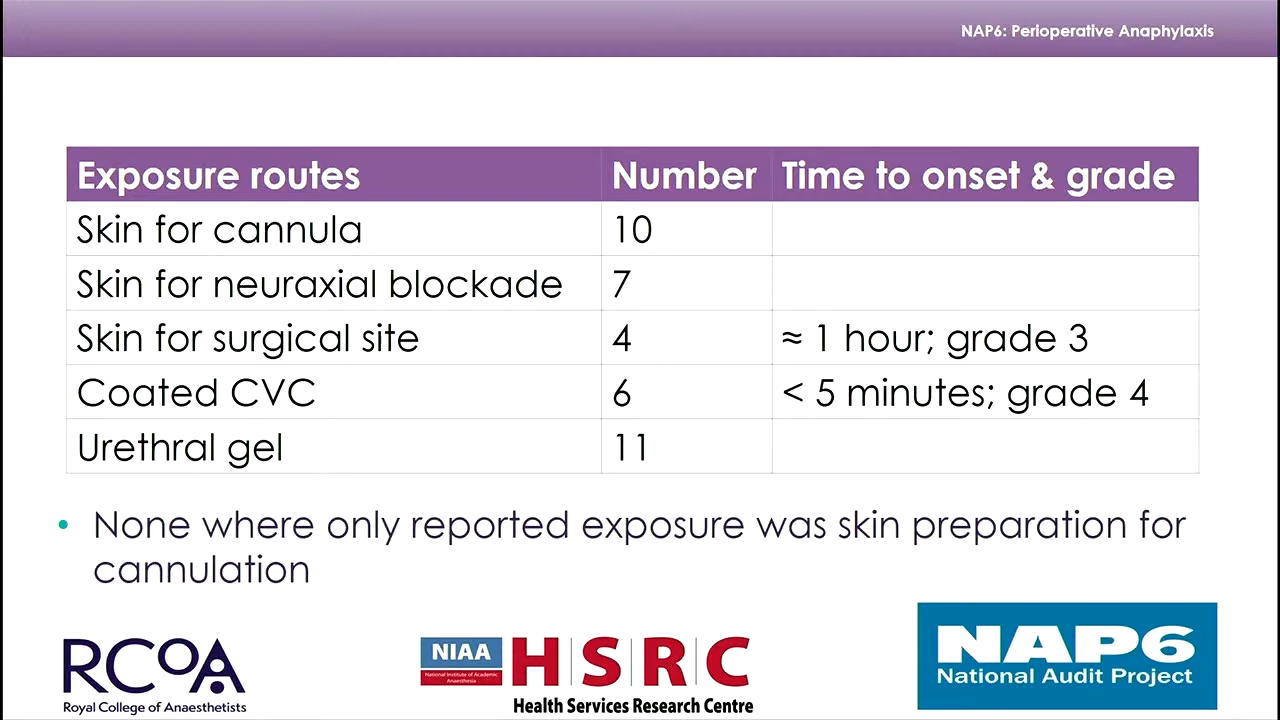 NAP6: Perioperative Anaphylaxis
Exposure routes Number Time to onset & grade
Skin for cannula 10
Skin for neuraxial blockade 7
Skin for surgical site 4 ≈ 1 hour; grade 3
Coated CVC 6 < 5 minutes; grade 4
Urethral gel 11
• None where only reported exposure was skin preparation for
cannulation
RCOA
Royal College of Anaesthetists
NIAA
National Institute of Academic
Anaesthesia
HSRC
Health Services Research Centre
NAP6
National Audit Project